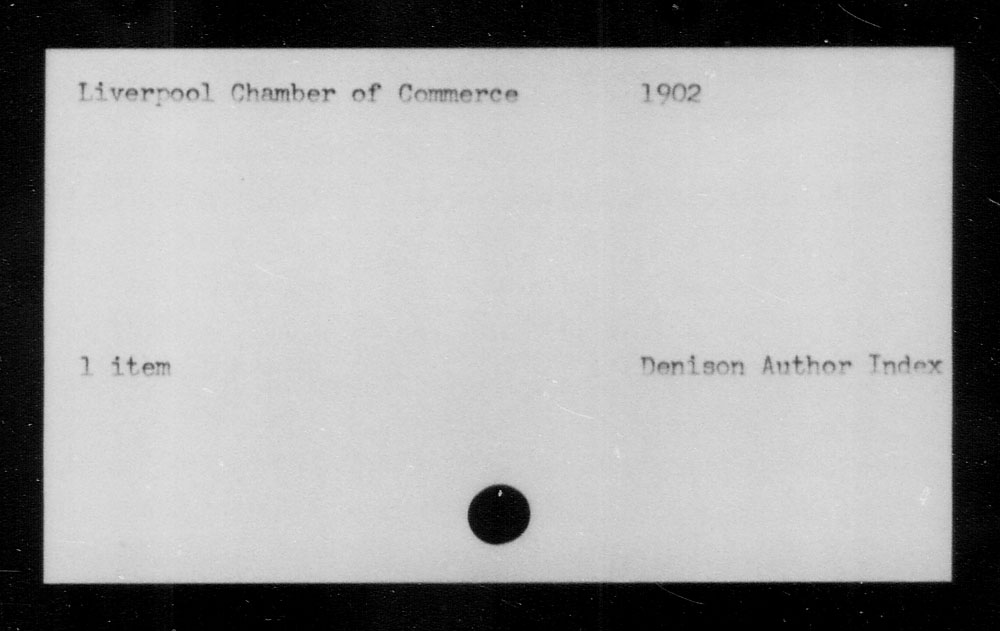 Liverpool Chamber of Commerce 1902
1 item Denison Author Index